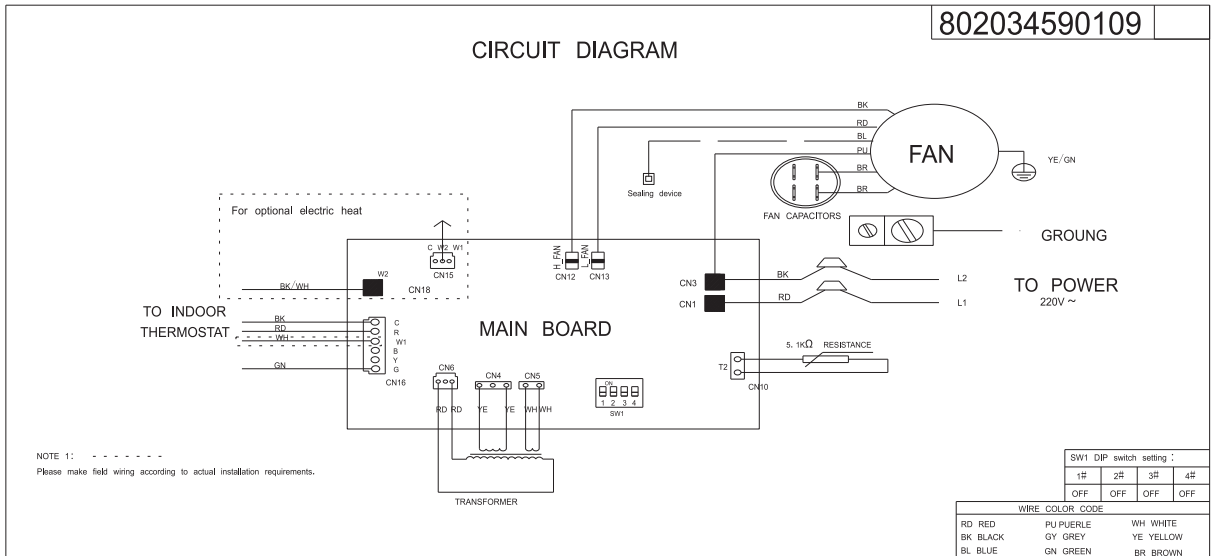 802034590109
CIRCUIT DIAGRAM
BK
RD
BL
PU
BR
BR
FAN
YE/GN
Sealing device
FAN CAPACITORS
GROUNG
For optional electric heat
C W2 W1
CN15
W2
CN18
BK/WH
H_FAN
CN12
L_FAN
CN13
CN3
BK
L2
CN1
RD
L1
TO POWER
220V ~
TO INDOOR
THERMOSTAT
BK
RD
WH
GN
C
R
W1
B
Y
G
CN16
MAIN BOARD
5. 1KΩ RESISTANCE
T2
CN10
CN6
CN4
CN5
RD RD
YE YE
WH WH
ON
1 2 3 4
SW1
TRANSFORMER
NOTE 1: - - - - - - -
Please make field wiring according to actual installation requirements.
SW1 DIP switch setting :
1# 2# 3# 4#
OFF OFF OFF OFF
WIRE COLOR CODE
RD RED PU PUERLE WH WHITE
BK BLACK GY GREY YE YELLOW
BL BLUE GN GREEN BR BROWN